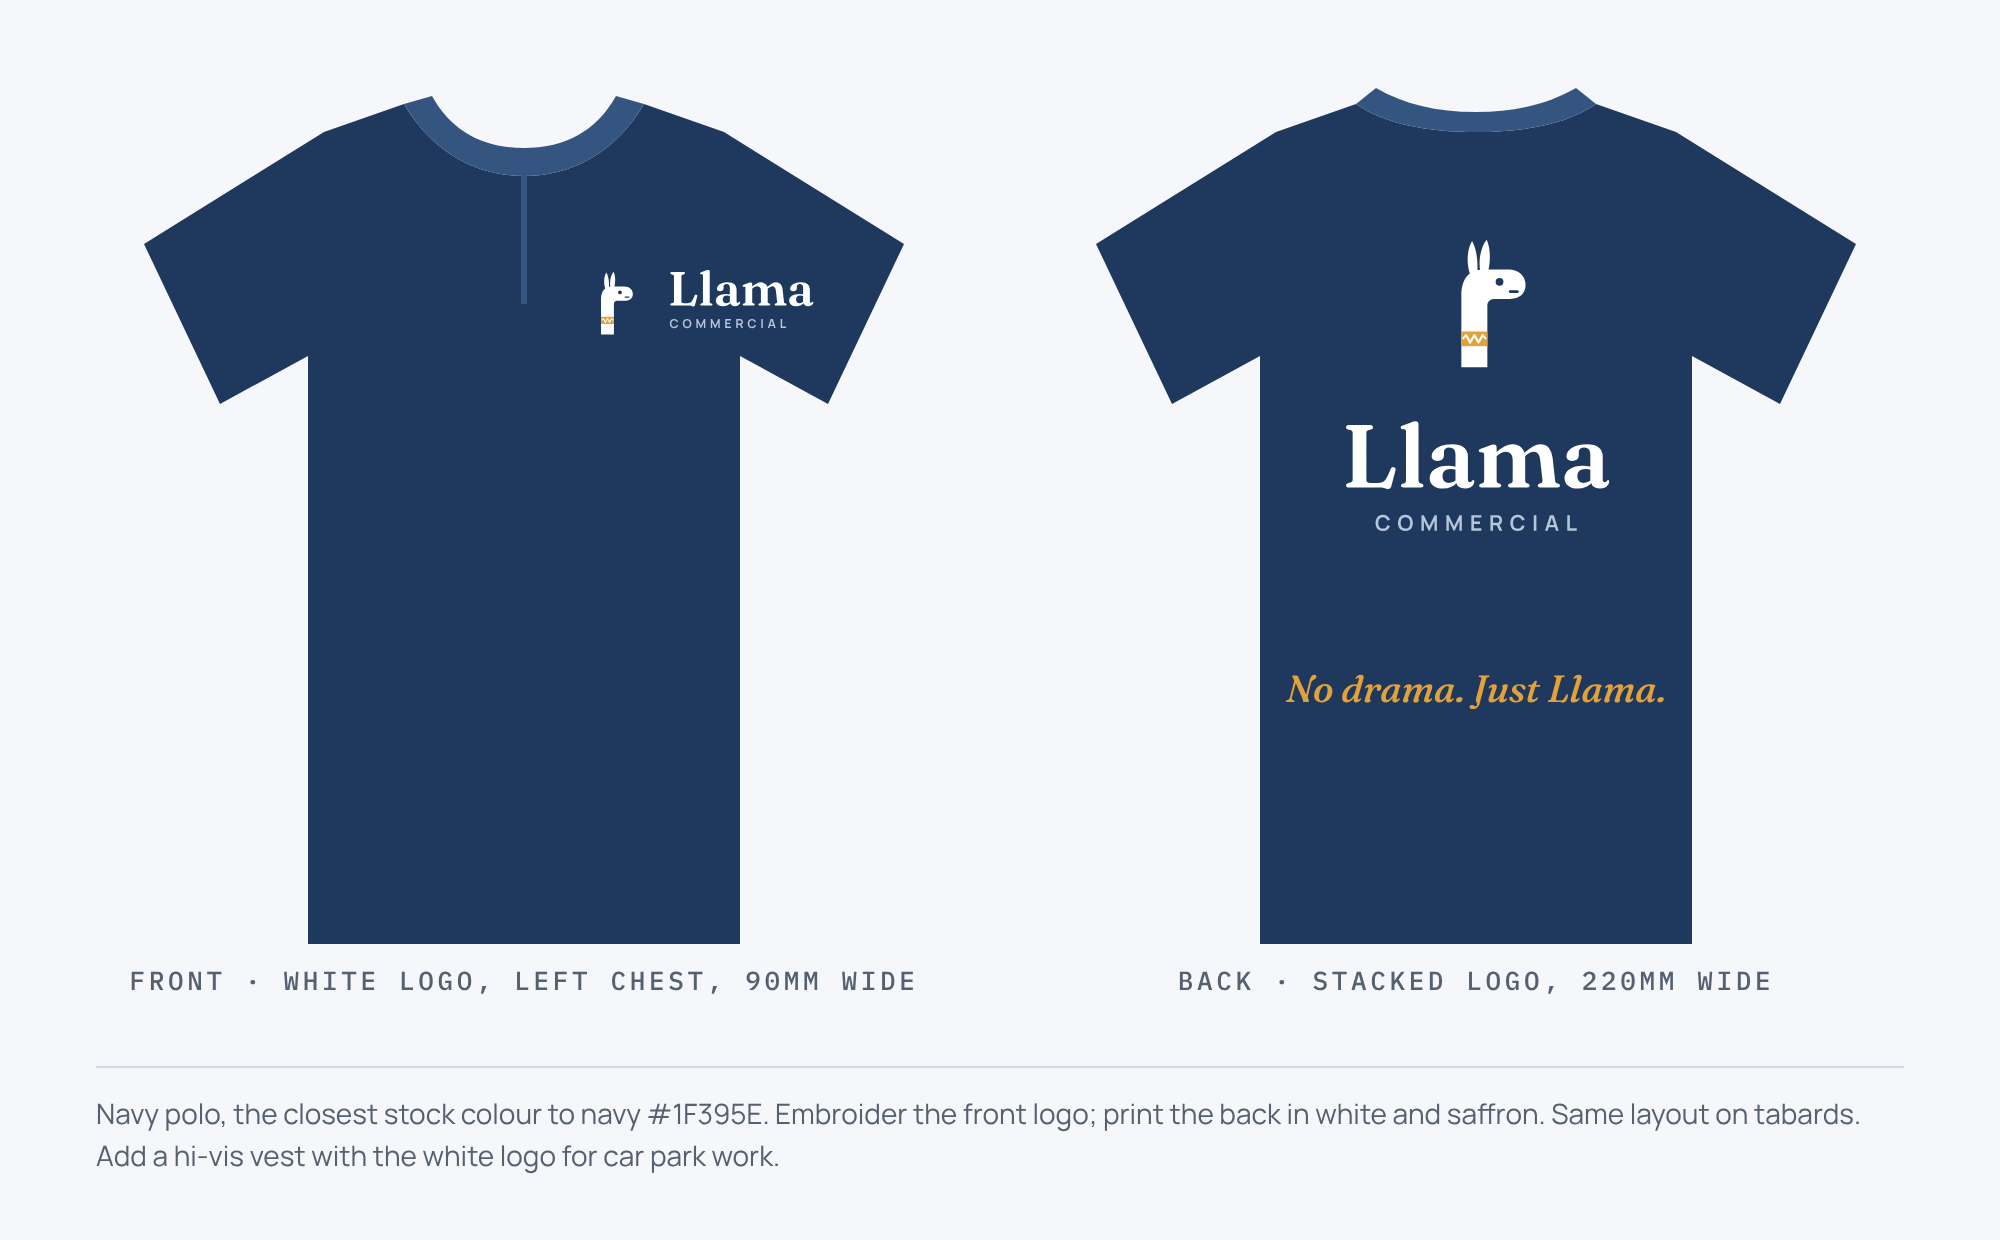 Llama
COMMERCIAL
Llama
COMMERCIAL
No drama. Just Llama.
FRONT · WHITE LOGO, LEFT CHEST, 90MM WIDE
BACK · STACKED LOGO, 220MM WIDE
Navy polo, the closest stock colour to navy #1F395E. Embroider the front logo; print the back in white and saffron. Same layout on tabards.
Add a hi-vis vest with the white logo for car park work.